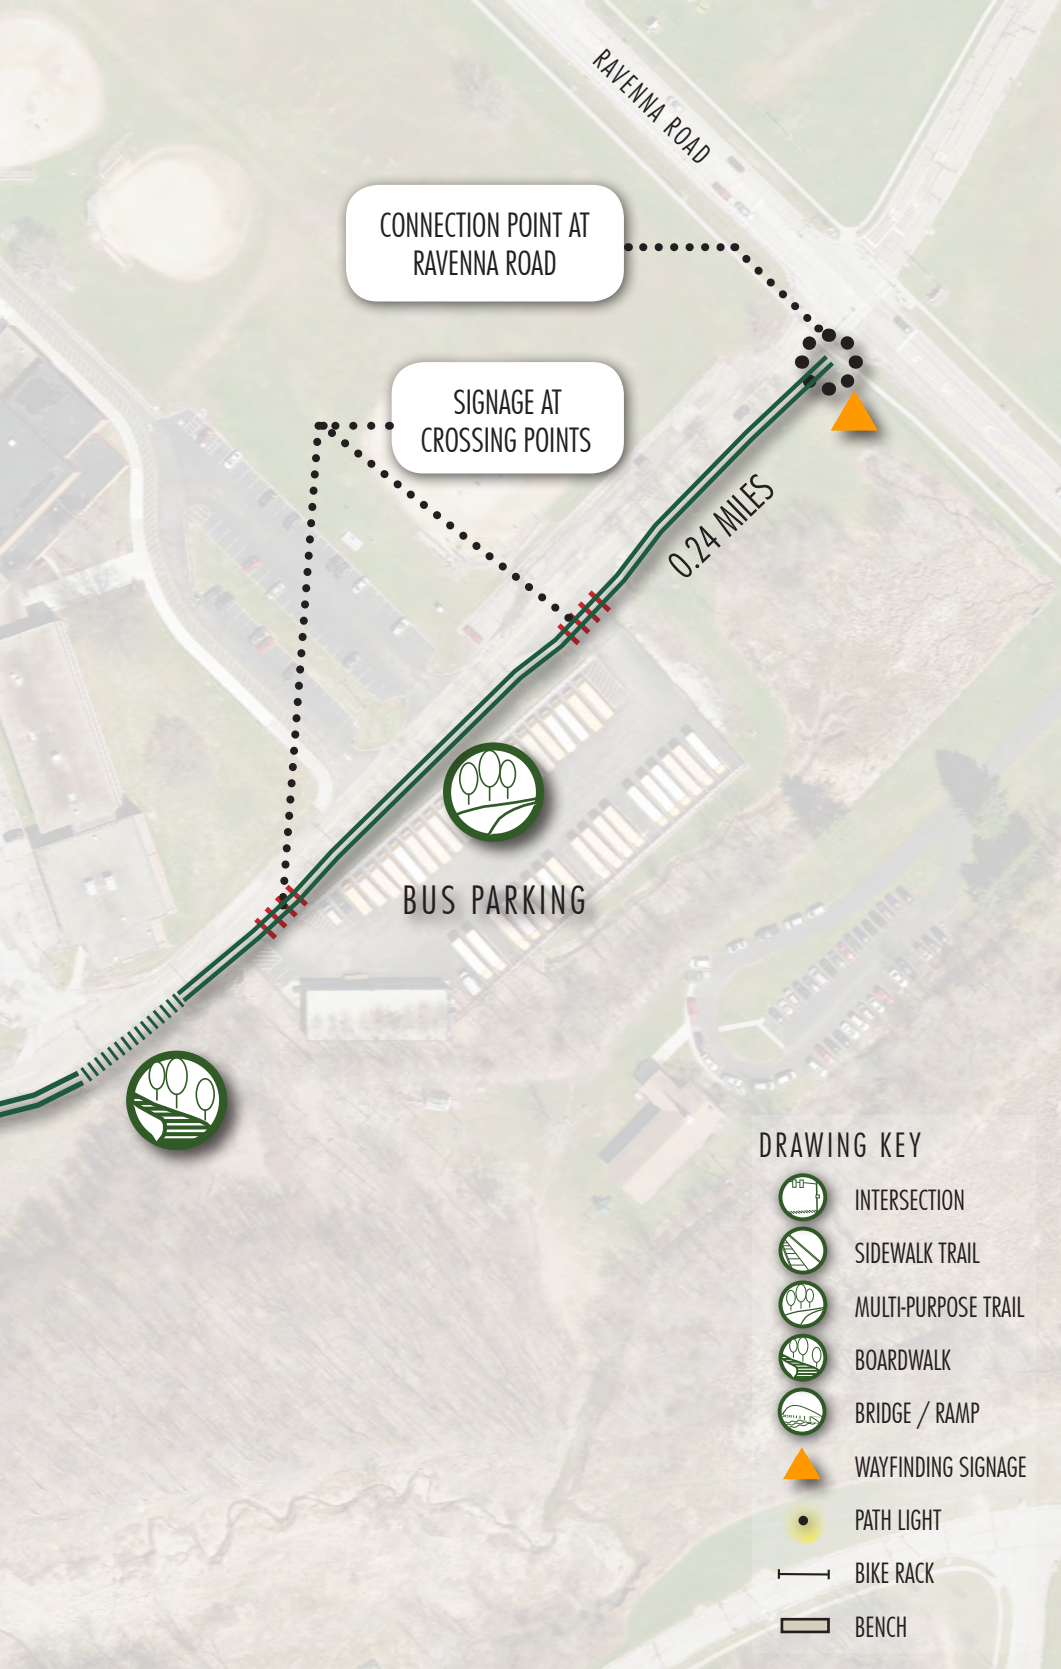 RAVENNA ROAD
CONNECTION POINT AT
RAVENNA ROAD
SIGNAGE AT
CROSSING POINTS
0.24 MILES
BUS PARKING
DRAWING KEY
INTERSECTION
SIDEWALK TRAIL
MULTI-PURPOSE TRAIL
BOARDWALK
BRIDGE / RAMP
WAYFINDING SIGNAGE
PATH LIGHT
BIKE RACK
BENCH